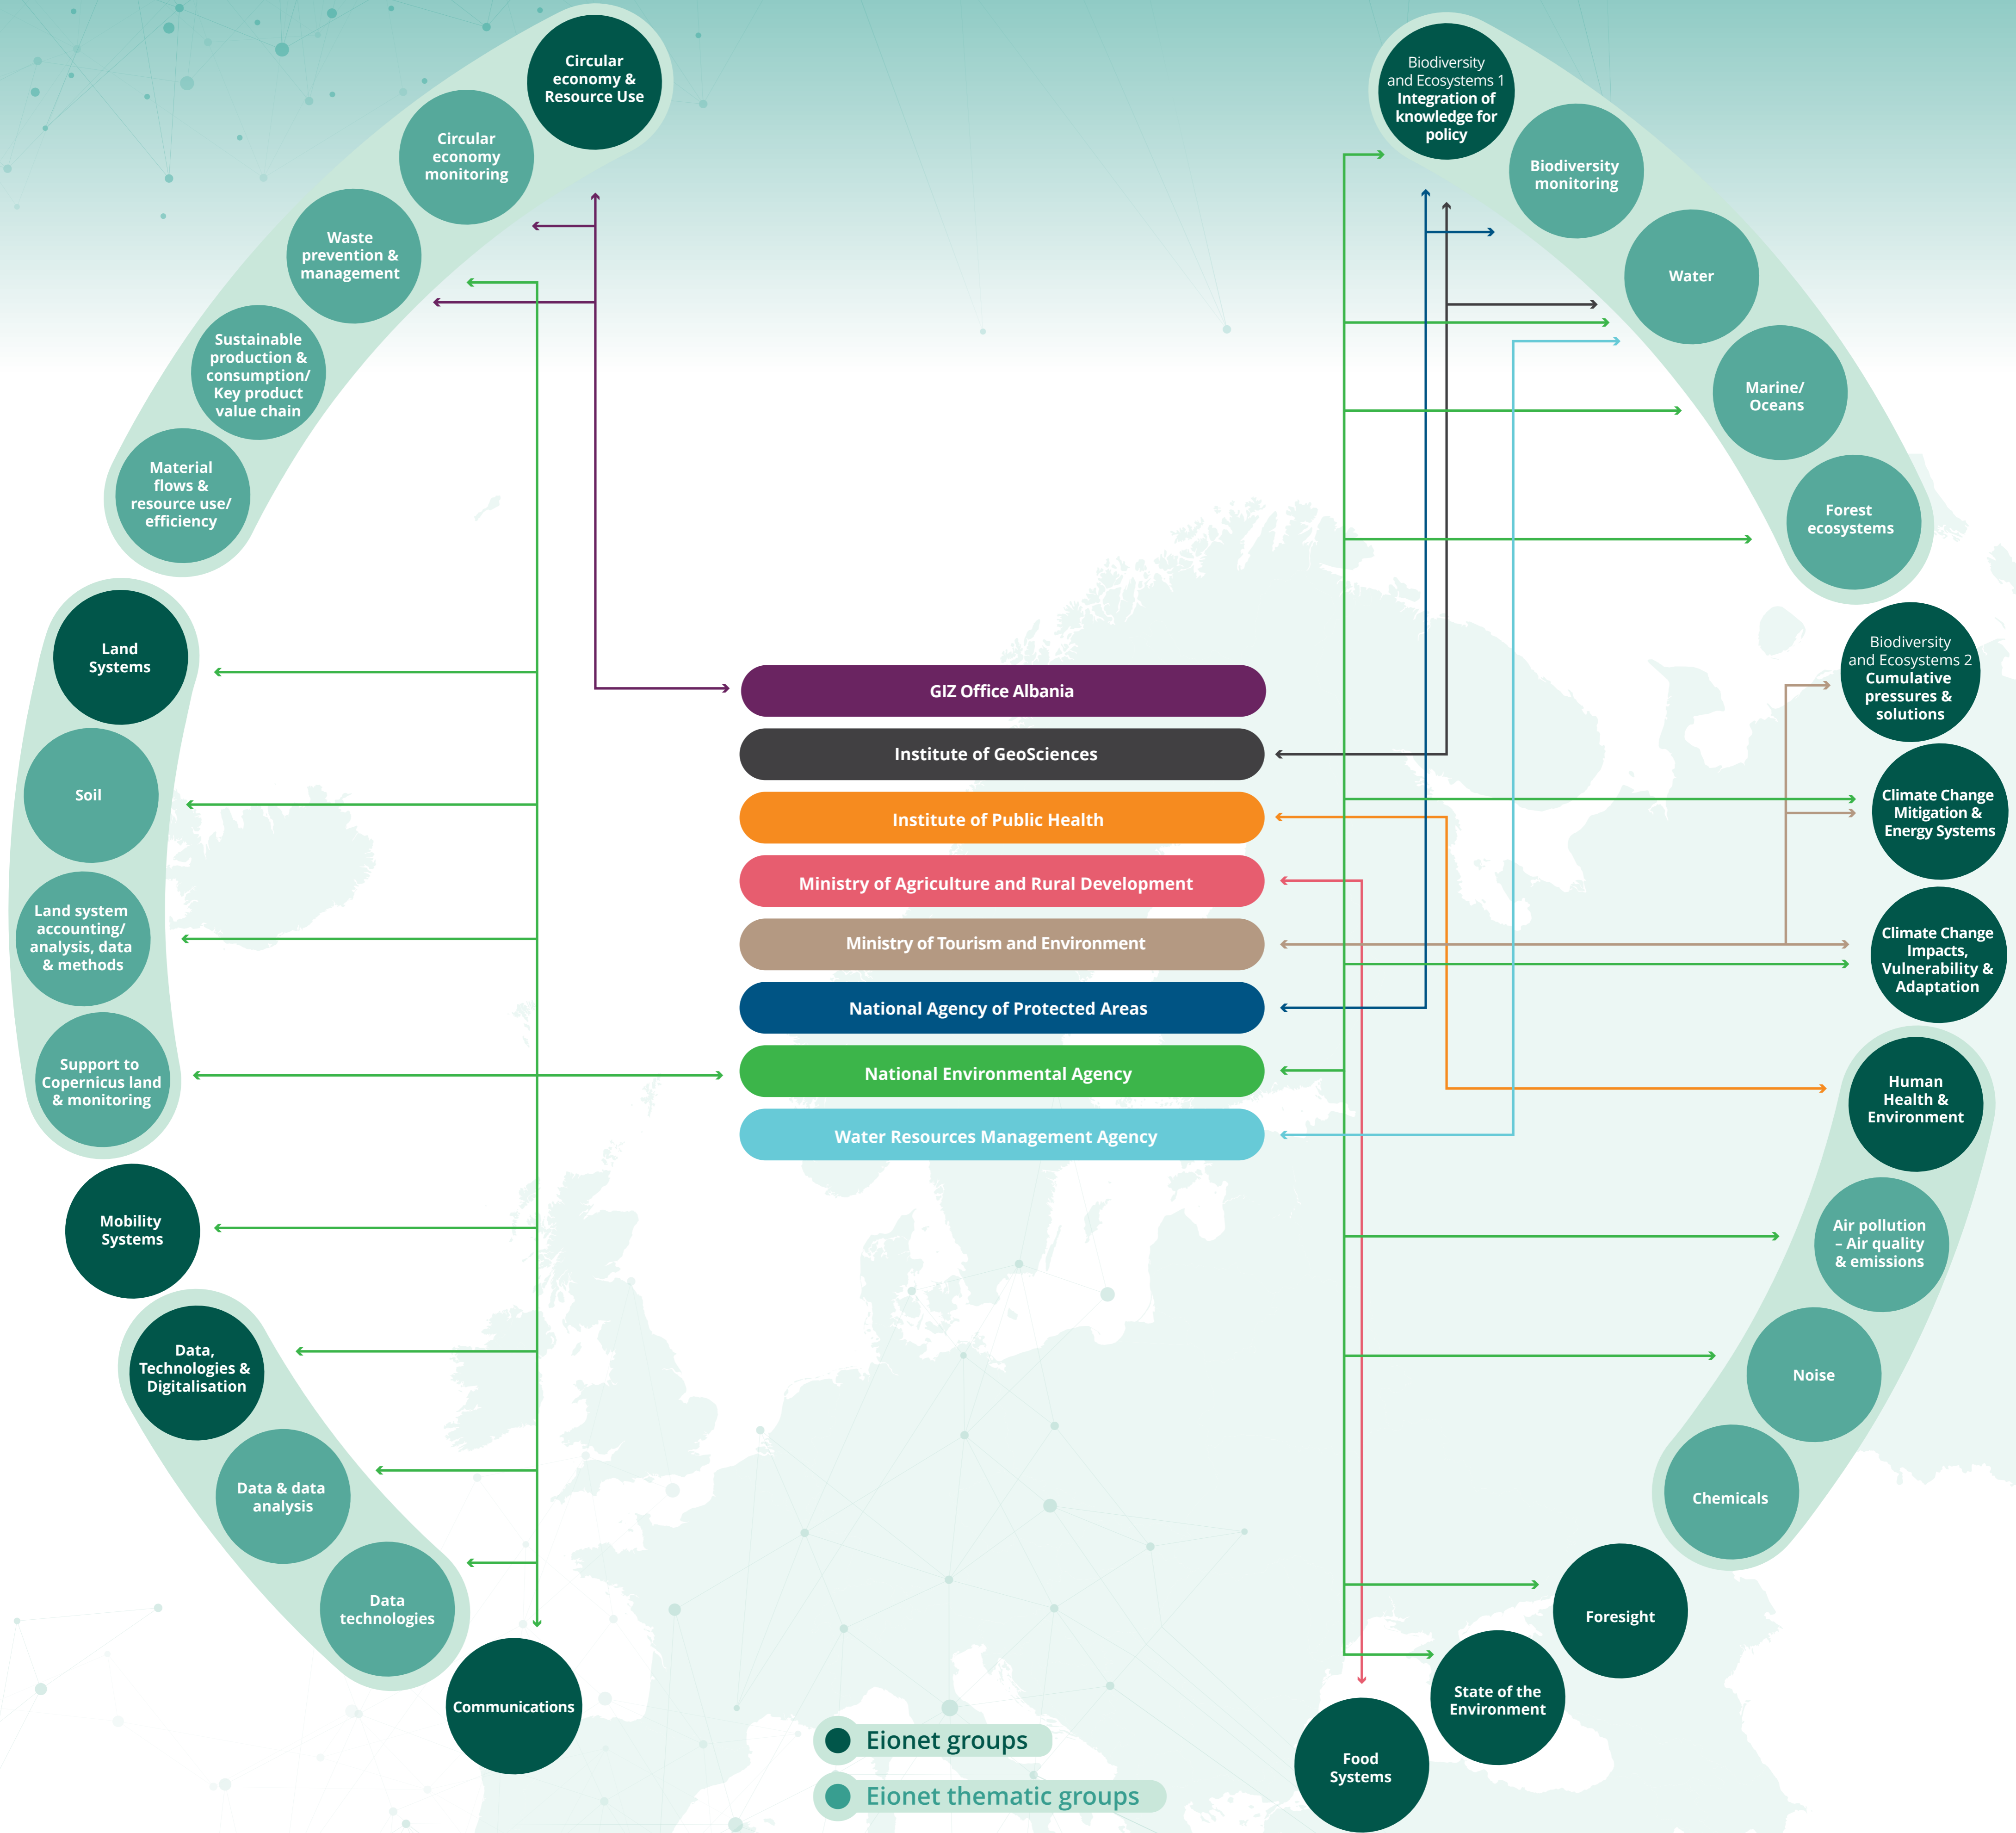 Circular
economy &
Resource Use
Circular
economy
monitoring
Waste
prevention &
management
Sustainable
production &
consumption/
Key product
value chain
Material
flows &
resource use/
efficiency
Land
Systems
Soil
Land system
accounting/
analysis, data
& methods
Support to
Copernicus land
& monitoring
Mobility
Systems
Data,
Technologies &
Digitalisation
Data & data
analysis
Data
technologies
Communications
GIZ Office Albania
Institute of GeoSciences
Institute of Public Health
Ministry of Agriculture and Rural Development
Ministry of Tourism and Environment
National Agency of Protected Areas
National Environmental Agency
Water Resources Management Agency
Biodiversity
and Ecosystems 1
Integration of
knowledge for
policy
Biodiversity
monitoring
Water
Marine/
Oceans
Forest
ecosystems
Biodiversity
and Ecosystems 2
Cumulative
pressures &
solutions
Climate Change
Mitigation &
Energy Systems
Climate Change
Impacts,
Vulnerability &
Adaptation
Human
Health &
Environment
Air pollution
– Air quality
& emissions
Noise
Chemicals
Foresight
State of the
Environment
Food
Systems
Eionet groups
Eionet thematic groups